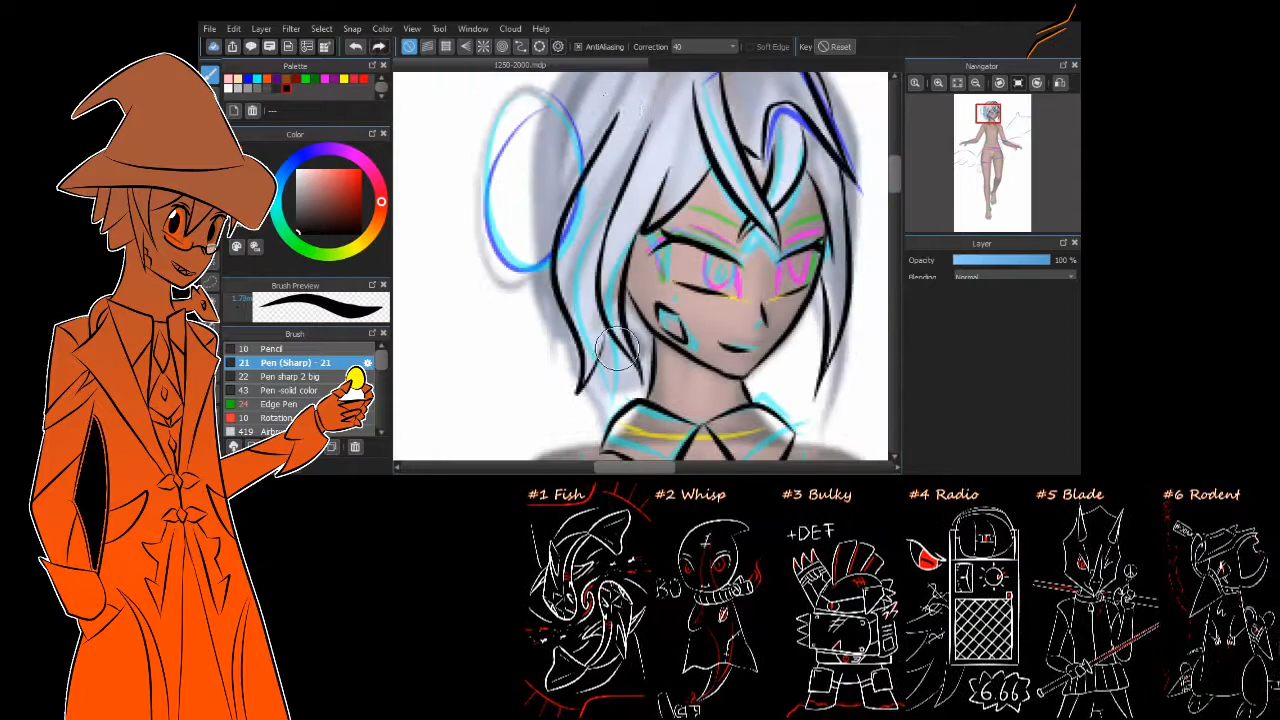 File Edit Layer Filter Select Snap Color View Tool Window Cloud Help
AntiAliasing Correction 40 Soft Edge Key Reset
Palette
1250-2000.mdp
Navigator
---
Color
Layer
Opacity 100 %
Blending Normal
Brush Preview
Brush
10 Pencil
21 Pen (Sharp) - 21
22 Pen sharp 2 big
43 Pen -solid color
24 Edge Pen
10 Rotation
419
#1 Fish #2 Whisp #3 Bulky #4 Radio #5 Blade #6 Rodent
+DEF
6.66